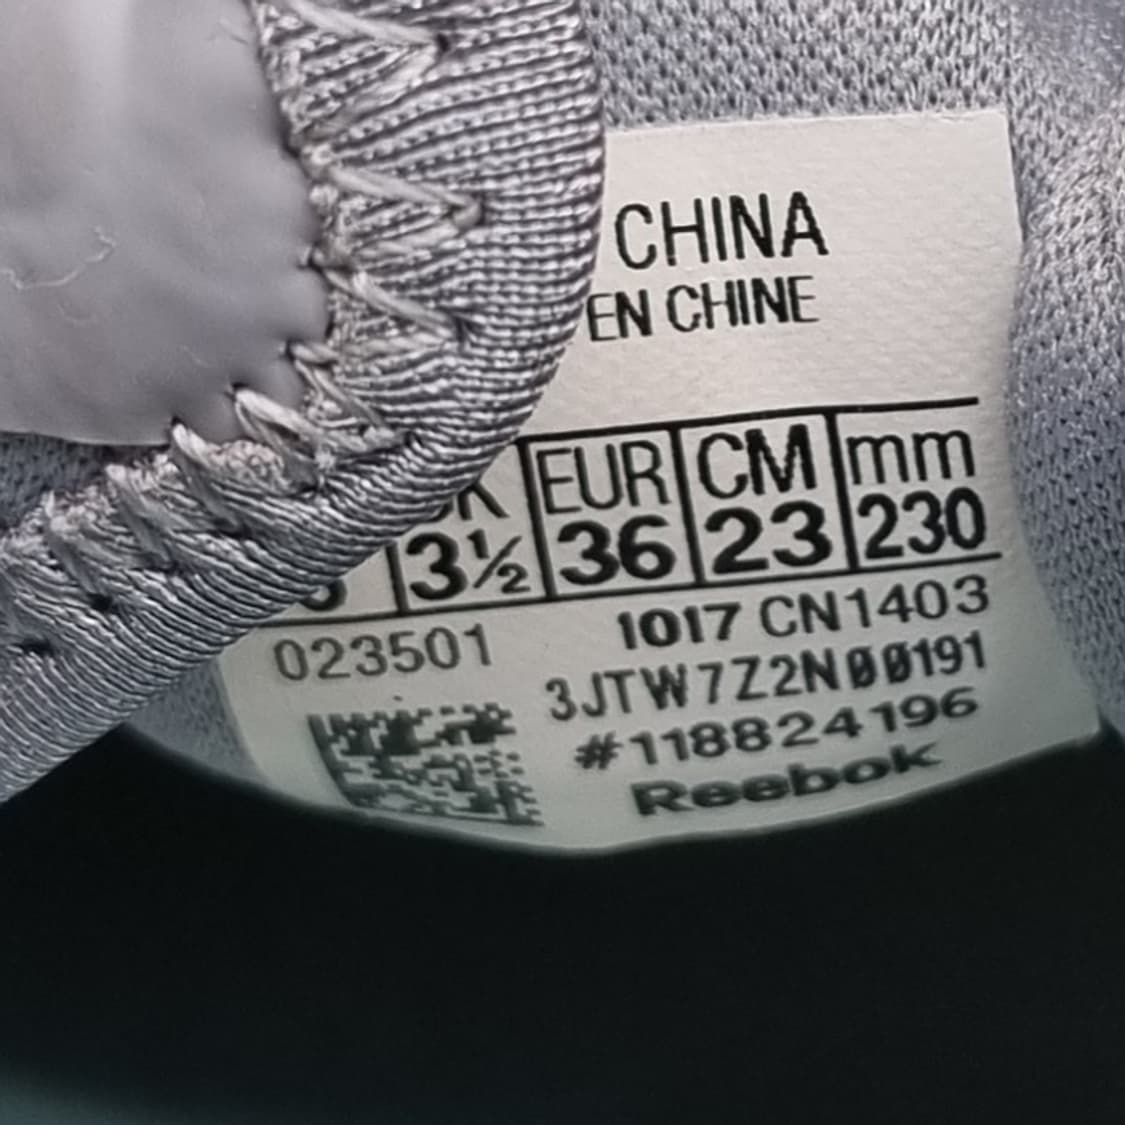 CHINA
EN CHINE
EUR CM mm
3½ 36 23 230
023501 1017 CN1403
3JTW7Z2N00191
#118824196
Reebok